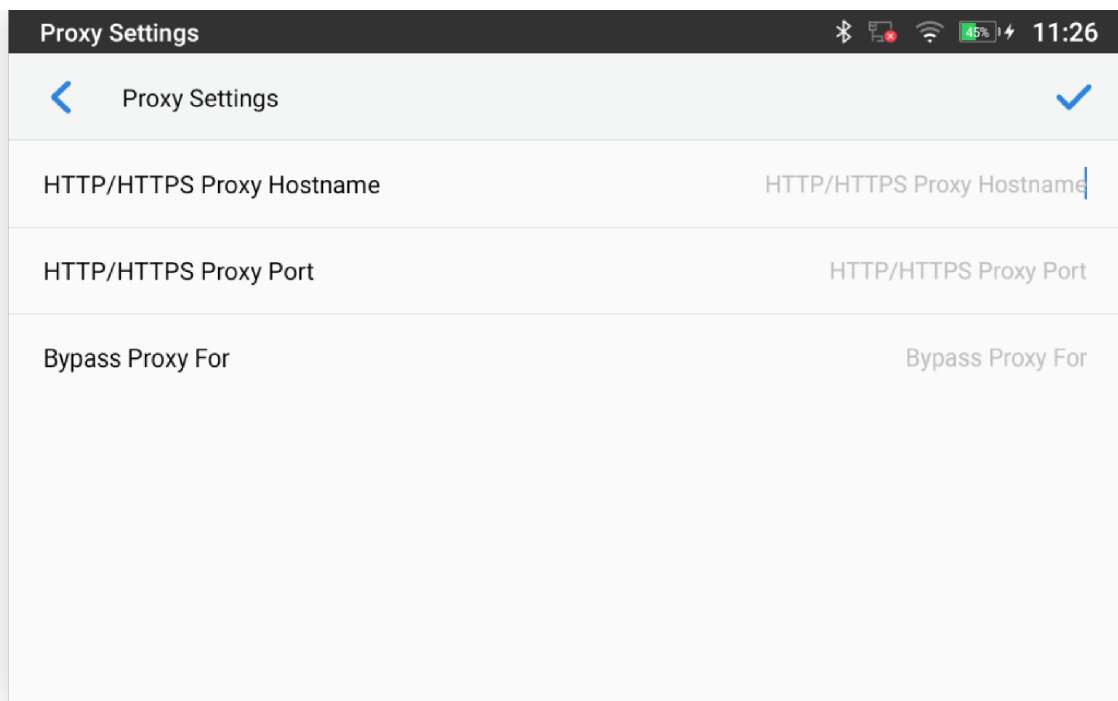 Proxy Settings 45% 11:26
Proxy Settings
HTTP/HTTPS Proxy Hostname HTTP/HTTPS Proxy Hostname
HTTP/HTTPS Proxy Port HTTP/HTTPS Proxy Port
Bypass Proxy For Bypass Proxy For